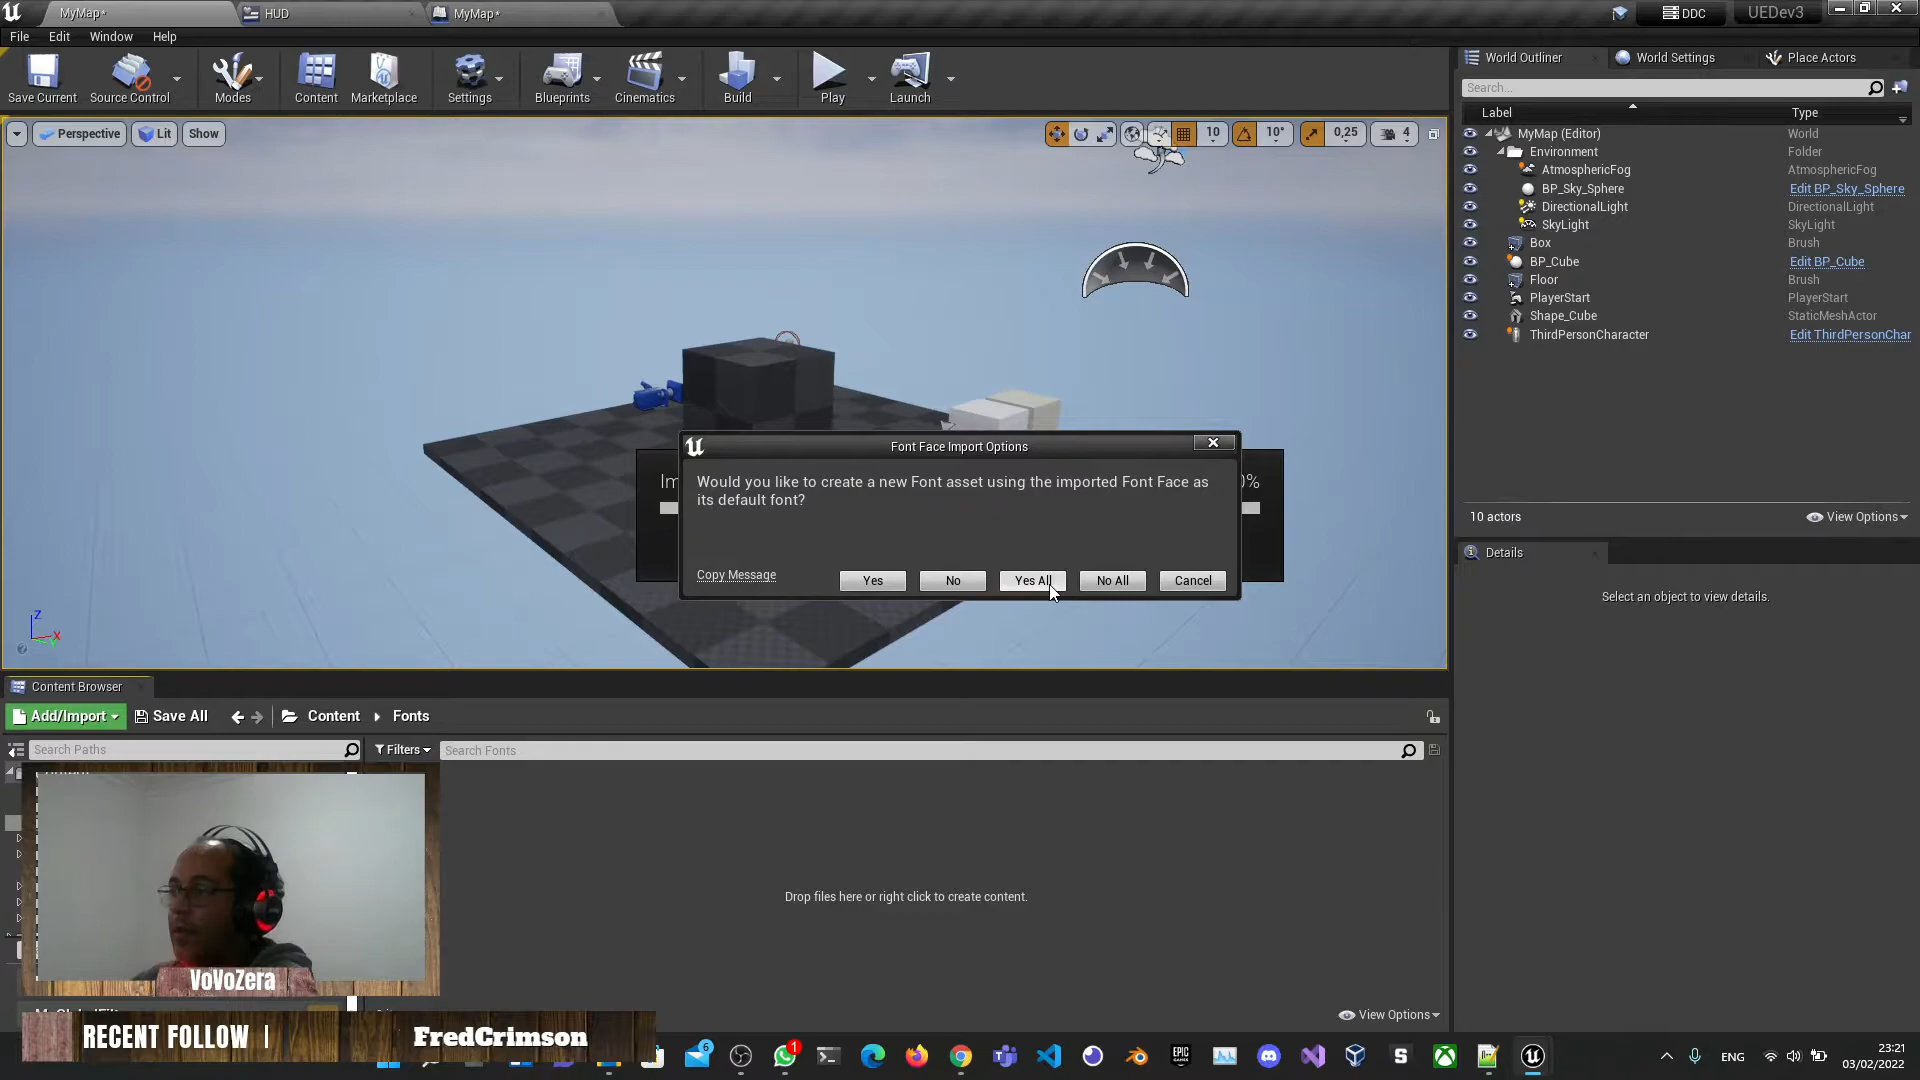 MyMap*
HUD
MyMap*
DDC
UEDev3
File
Edit
Window
Help
Save Current
Source Control
Modes
Content
Marketplace
Settings
Blueprints
Cinematics
Build
Play
Launch
World Outliner
World Settings
Place Actors
Search...
Label
Type
MyMap (Editor)
World
Environment
Folder
AtmosphericFog
AtmosphericFog
BP_Sky_Sphere
Edit BP_Sky_Sphere
DirectionalLight
DirectionalLight
SkyLight
SkyLight
Box
Brush
BP_Cube
Edit BP_Cube
Floor
Brush
PlayerStart
PlayerStart
Shape_Cube
StaticMeshActor
ThirdPersonCharacter
Edit ThirdPersonChar
10 actors
View Options
Details
Select an object to view details.
Perspective
Lit
Show
10
10°
0,25
4
Z
X
Font Face Import Options
Would you like to create a new Font asset using the imported Font Face as
its default font?
Im
0%
Copy Message
Yes
No
Yes All
No All
Cancel
Content Browser
Add/Import
Save All
Content
Fonts
Search Paths
Filters
Search Fonts
Drop files here or right click to create content.
View Options
VoVoZera
RECENT FOLLOW |
FredCrimson
6
1
EPIC
GAMES
ENG
23:21
03/02/2022